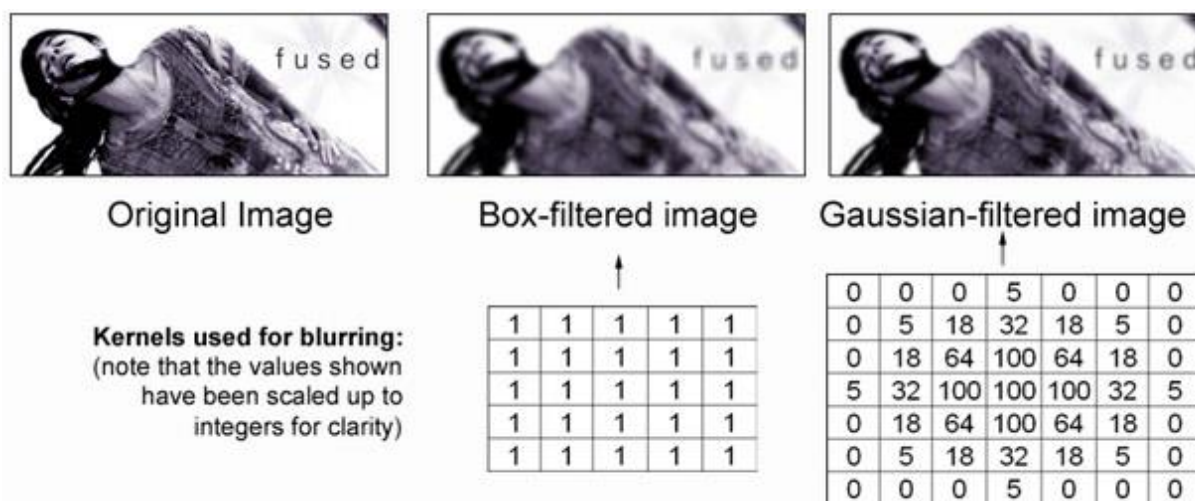 fused
fused
fused
Original Image
Box-filtered image
Gaussian-filtered image
Kernels used for blurring:
(note that the values shown
have been scaled up to
integers for clarity)
1 1 1 1 1
1 1 1 1 1
1 1 1 1 1
1 1 1 1 1
1 1 1 1 1
0 0 0 5 0 0 0
0 5 18 32 18 5 0
0 18 64 100 64 18 0
5 32 100 100 100 32 5
0 18 64 100 64 18 0
0 5 18 32 18 5 0
0 0 0 5 0 0 0